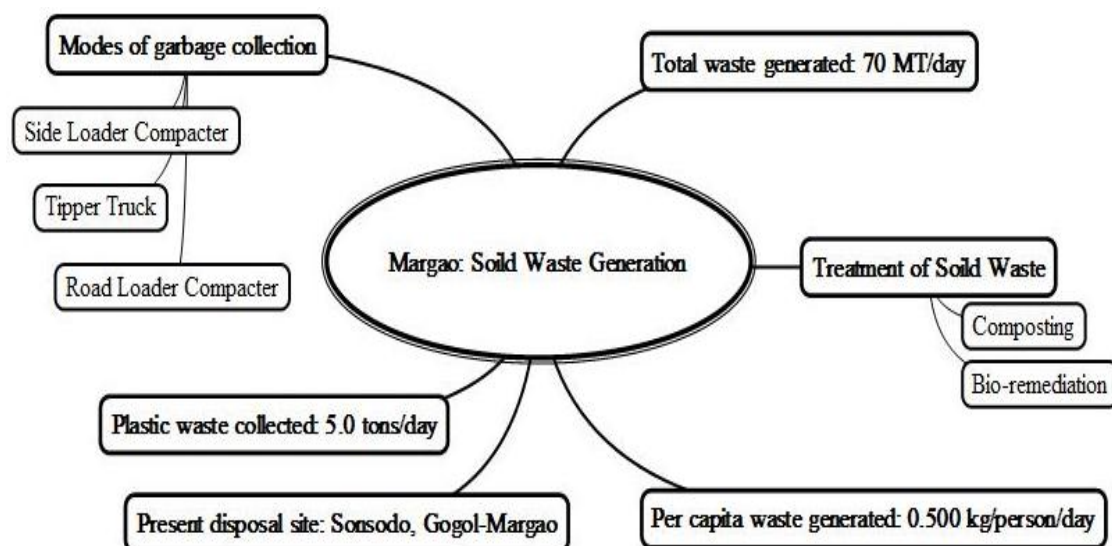 Modes of garbage collection
Side Loader Compacter
Tipper Truck
Road Loader Compacter
Total waste generated: 70 MT/day
Margao: Soild Waste Generation
Treatment of Soild Waste
Composting
Bio-remediation
Plastic waste collected: 5.0 tons/day
Present disposal site: Sonsodo, Gogol-Margao
Per capita waste generated: 0.500 kg/person/day